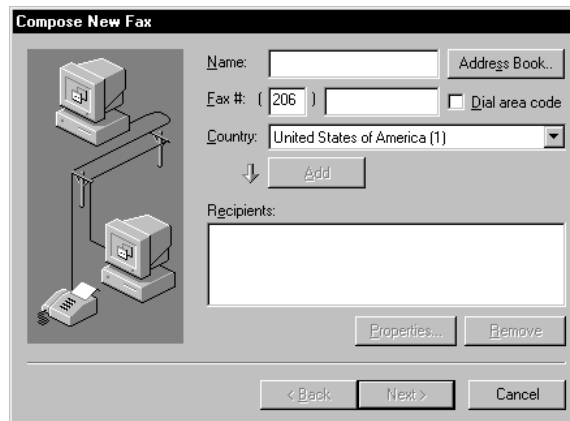 Compose New Fax
Name: Address Book..
Fax #: ( 206 ) Dial area code
Country: United States of America (1)
Add
Recipients:
Properties... Remove
< Back Next > Cancel